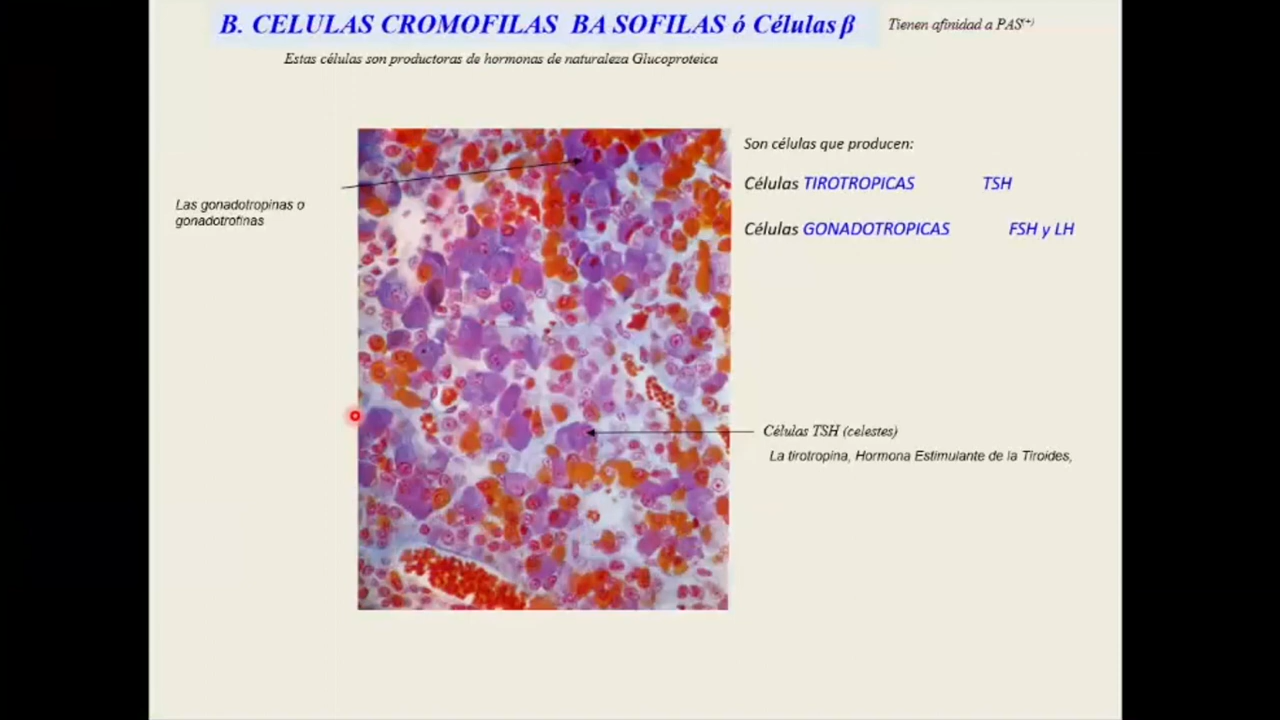 B. CELULAS CROMOFILAS BA SOFILAS ó Células β
Tienen afinidad a PAS(+)
Estas células son productoras de hormonas de naturaleza Glucoproteica
Las gonadotropinas o
gonadotrofinas
Son células que producen:
Células TIROTROPICAS TSH
Células GONADOTROPICAS FSH y LH
Células TSH (celestes)
La tirotropina, Hormona Estimulante de la Tiroides,